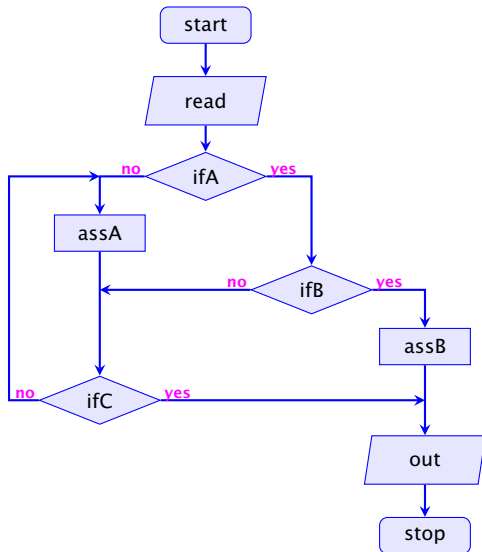 start
read
no
ifA
yes
assA
no
ifB
yes
assB
no
ifC
yes
out
stop